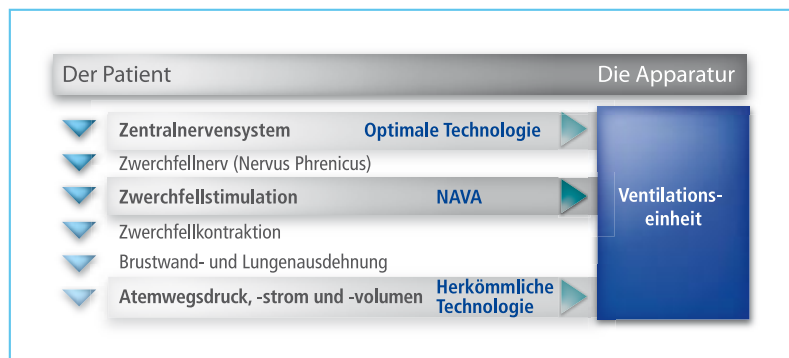 Der Patient Die Apparatur
Zentralnervensystem Optimale Technologie
Zwerchfellnerv (Nervus Phrenicus)
Zwerchfellstimulation NAVA
Ventilations-
einheit
Zwerchfellkontraktion
Brustwand- und Lungenausdehnung
Atemwegsdruck, -strom und -volumen Herkömmliche
Technologie